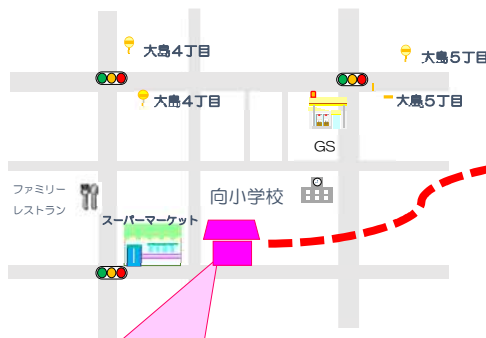 大島4丁目
大島5丁目
大島4丁目
大島5丁目
GS
ファミリー
レストラン
向小学校
スーパーマーケット